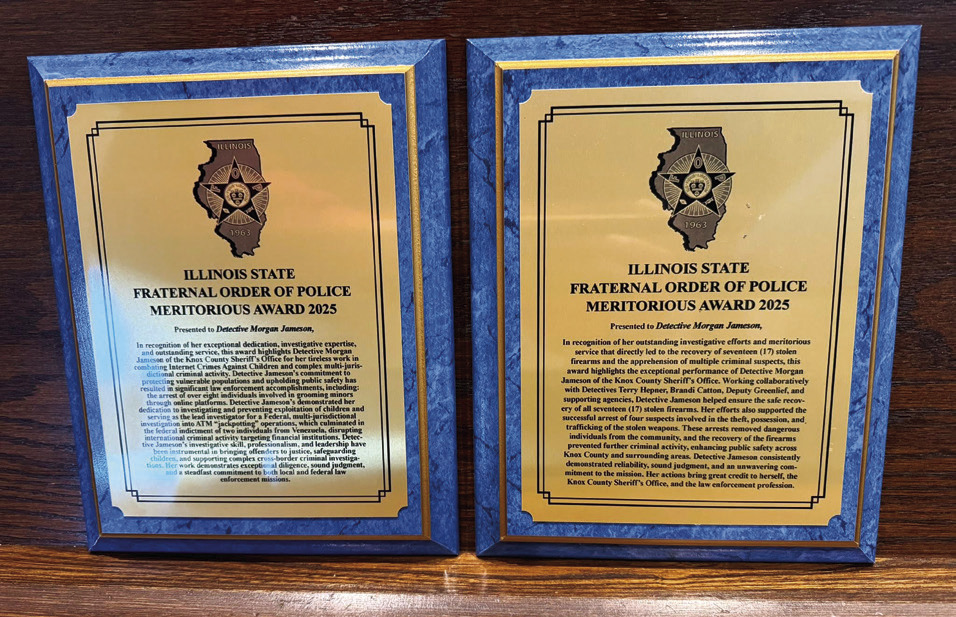 ILLINOIS
1963
ILLINOIS STATE
FRATERNAL ORDER OF POLICE
MERITORIOUS AWARD 2025
Presented to Detective Morgan Jameson,
In recognition of her exceptional dedication, investigative expertise,
and outstanding service, this award highlights Detective Morgan
Jameson of the Knox County Sheriff's Office for her tireless work in
combating Internet Crimes Against Children and complex multi-juris-
dictional criminal activity. Detective Jameson's commitment to
protecting vulnerable populations and upholding public safety has
resulted in significant law enforcement accomplishments, including:
the arrest of over eight individuals involved in grooming minors
through online platforms. Detective Jameson's demonstrated her
dedication to investigating and preventing exploitation of children and
serving as the lead investigator for a Federal, multi-jurisdictional
investigation into ATM "jackpotting" operations, which culminated in
the federal indictment of two individuals from Venezuela, disrupting
international criminal activity targeting financial institutions. Detec-
tive Jameson's investigative skill, professionalism, and leadership have
been instrumental in bringing offenders to justice, safeguarding
children, and supporting complex cross-border criminal investiga-
tions. Her work demonstrates exceptional diligence, sound judgment,
and a steadfast commitment to both local and federal law
enforcement missions.
ILLINOIS
1963
ILLINOIS STATE
FRATERNAL ORDER OF POLICE
MERITORIOUS AWARD 2025
Presented to Detective Morgan Jameson,
In recognition of her outstanding investigative efforts and meritorious
service that directly led to the recovery of seventeen (17) stolen
firearms and the apprehension of multiple criminal suspects, this
award highlights the exceptional performance of Detective Morgan
Jameson of the Knox County Sheriff's Office. Working collaboratively
with Detectives Terry Hepner, Brandi Catton, Deputy Greenlief, and
supporting agencies, Detective Jameson helped ensure the safe recov-
ery of all seventeen (17) stolen firearms. Her efforts also supported the
successful arrest of four suspects involved in the theft, possession, and
trafficking of the stolen weapons. These arrests removed dangerous
individuals from the community, and the recovery of the firearms
prevented further criminal activity, enhancing public safety across
Knox County and surrounding areas. Detective Jameson consistently
demonstrated reliability, sound judgment, and an unwavering com-
mitment to the mission. Her actions bring great credit to herself, the
Knox County Sheriff's Office, and the law enforcement profession.